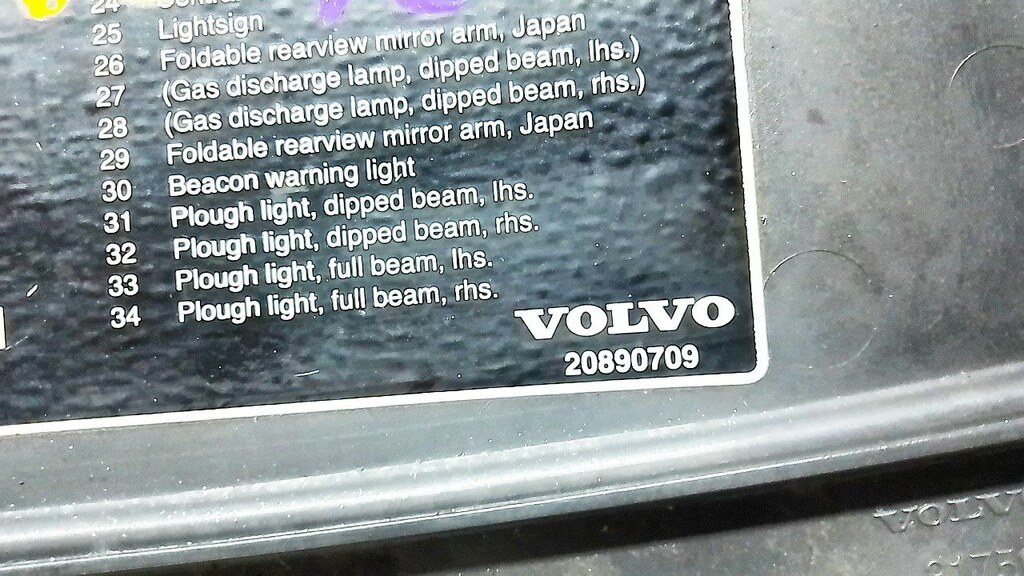 24
25 Lightsign
26 Foldable rearview mirror arm, Japan
27 (Gas discharge lamp, dipped beam, lhs.)
28 (Gas discharge lamp, dipped beam, rhs.)
29 Foldable rearview mirror arm, Japan
30 Beacon warning light
31 Plough light, dipped beam, lhs.
32 Plough light, dipped beam, rhs.
33 Plough light, full beam, lhs.
34 Plough light, full beam, rhs.
VOLVO
20890709
VOLVO